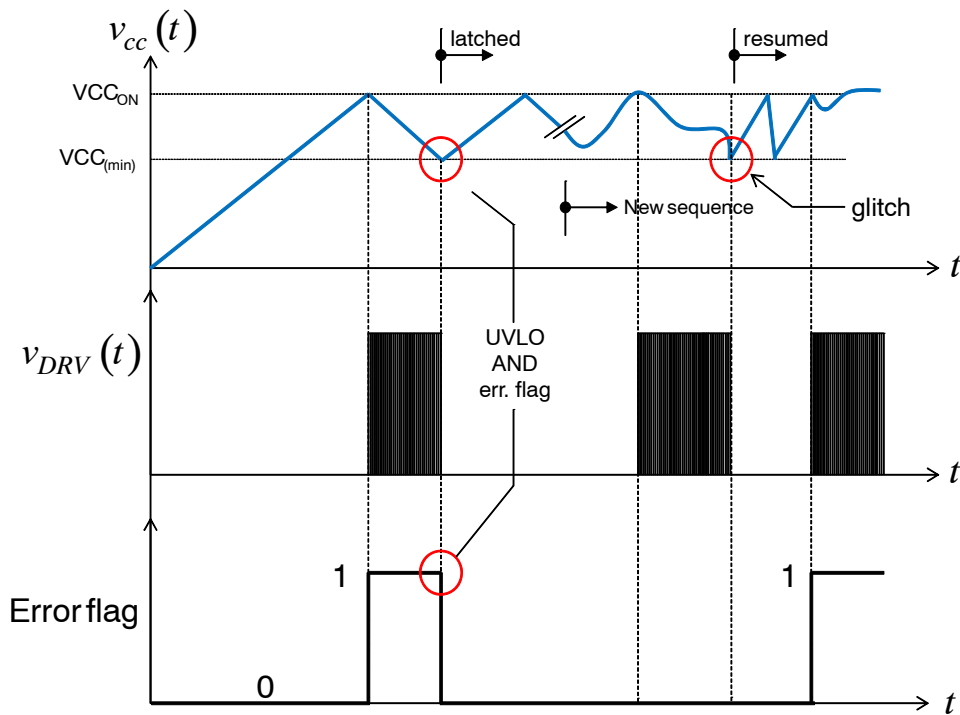 v_cc (t)
latched
resumed
VCC_ON
VCC_(min)
New sequence
glitch
t
v_DRV (t)
UVLO
AND
err. flag
t
1
1
Error flag
0
t